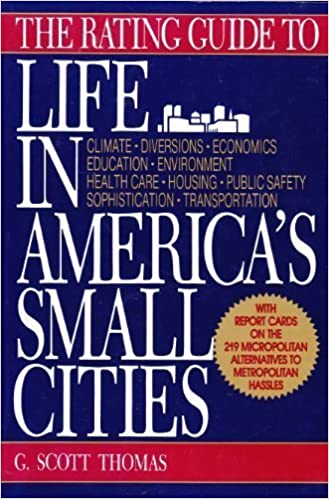 THE RATING GUIDE TO
LIFE
IN
AMERICA'S
SMALL
CITIES
CLIMATE · DIVERSIONS · ECONOMICS
EDUCATION · ENVIRONMENT
HEALTH CARE · HOUSING · PUBLIC SAFETY
SOPHISTICATION · TRANSPORTATION
WITH
REPORT CARDS
ON THE
219 MICROPOLITAN
ALTERNATIVES TO
METROPOLITAN
HASSLES
G. SCOTT THOMAS